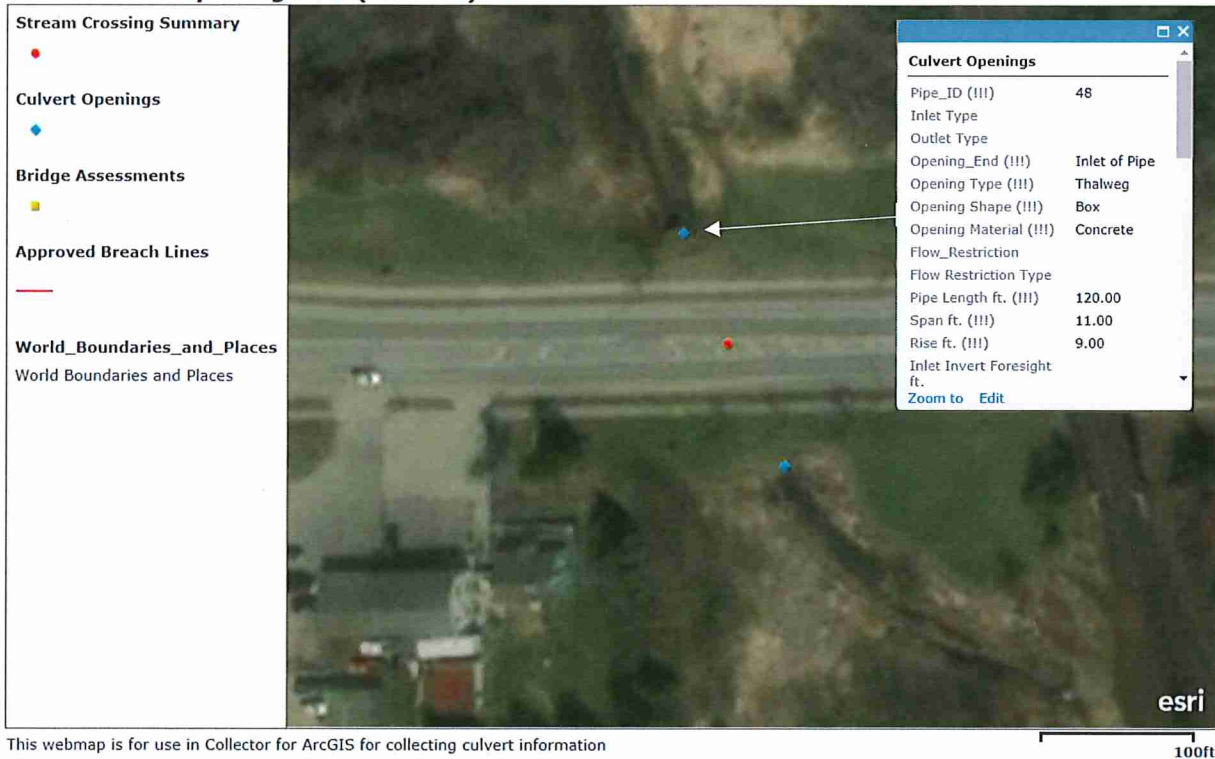 Stream Crossing Summary
Culvert Openings
Bridge Assessments
Approved Breach Lines
World_Boundaries_and_Places
World Boundaries and Places
Culvert Openings
Pipe_ID (!!!) 48
Inlet Type
Outlet Type
Opening_End (!!!) Inlet of Pipe
Opening Type (!!!) Thalweg
Opening Shape (!!!) Box
Opening Material (!!!) Concrete
Flow_Restriction
Flow Restriction Type
Pipe Length ft. (!!!) 120.00
Span ft. (!!!) 11.00
Rise ft. (!!!) 9.00
Inlet Invert Foresight
ft.
Zoom to Edit
esri
This webmap is for use in Collector for ArcGIS for collecting culvert information
100ft